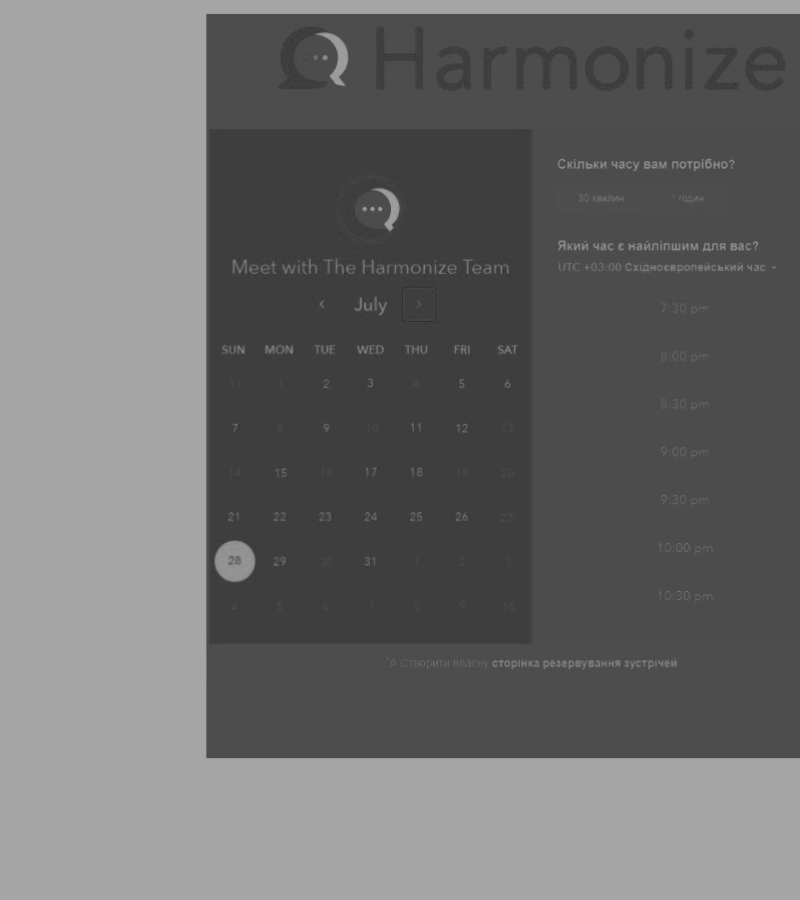 Harmonize
Meet with The Harmonize Team
‹ July ›
SUN MON TUE WED THU FRI SAT
31 1 2 3 4 5 6
7 8 9 10 11 12 13
14 15 16 17 18 19 20
21 22 23 24 25 26 27
28 29 30 31 1 2 3
4 5 6 7 8 9 10
Скільки часу вам потрібно?
30 хвилин 1 годин
Який час є найліпшим для вас?
UTC +03:00 Східноєвропейський час
7:30 pm
8:00 pm
8:30 pm
9:00 pm
9:30 pm
10:00 pm
10:30 pm
Створити власну сторінка резервування зустрічей